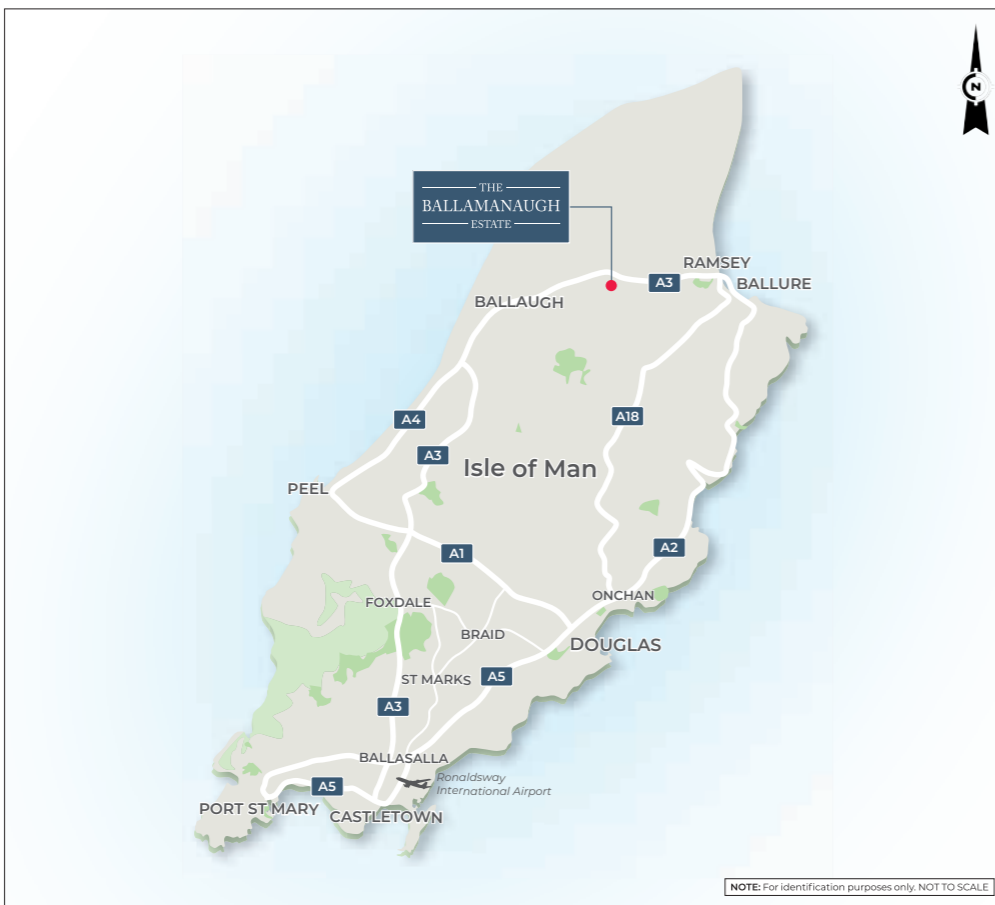 N
THE
BALLAMANAUGH
ESTATE
RAMSEY
A3
BALLURE
BALLAUGH
A4
A18
A3
Isle of Man
PEEL
A1
A2
ONCHAN
FOXDALE
BRAID
DOUGLAS
ST MARKS
A5
A3
BALLASALLA
Ronaldsway
International Airport
A5
PORT ST MARY
CASTLETOWN
NOTE: For identification purposes only. NOT TO SCALE